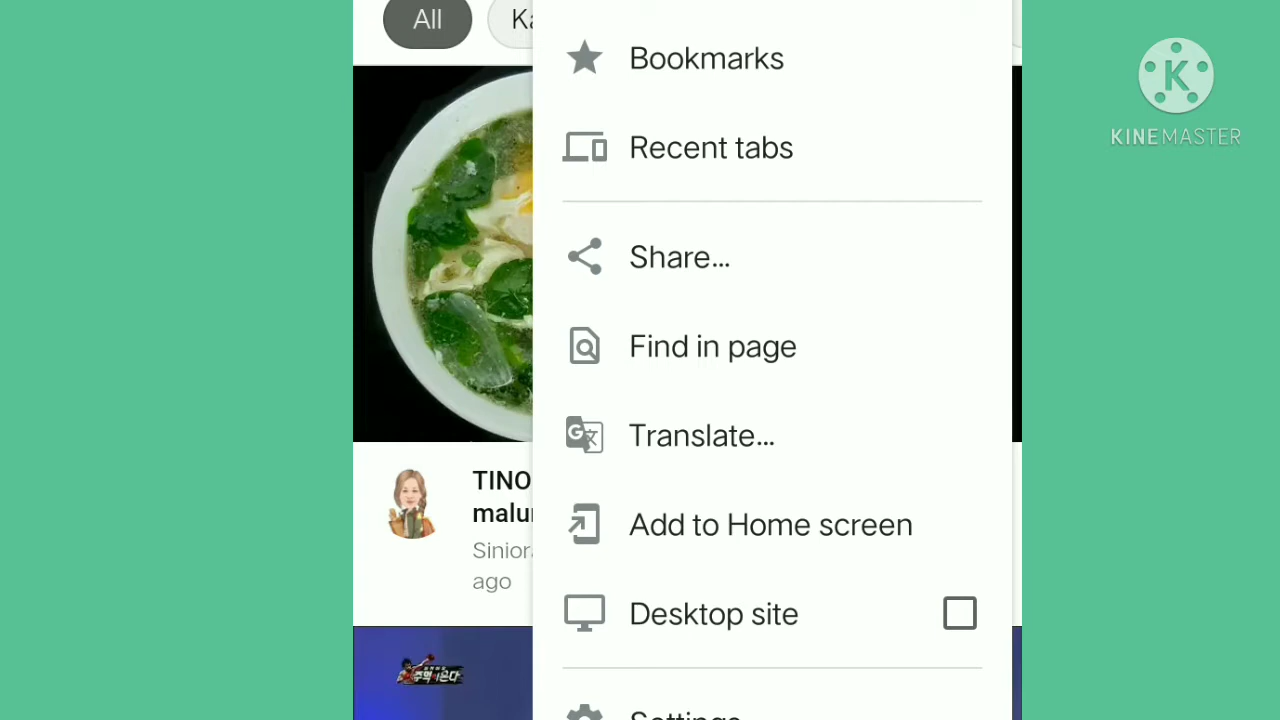 All
Bookmarks
Recent tabs
Share...
Find in page
Translate...
Add to Home screen
Desktop site
TINO
ago
KINEMASTER